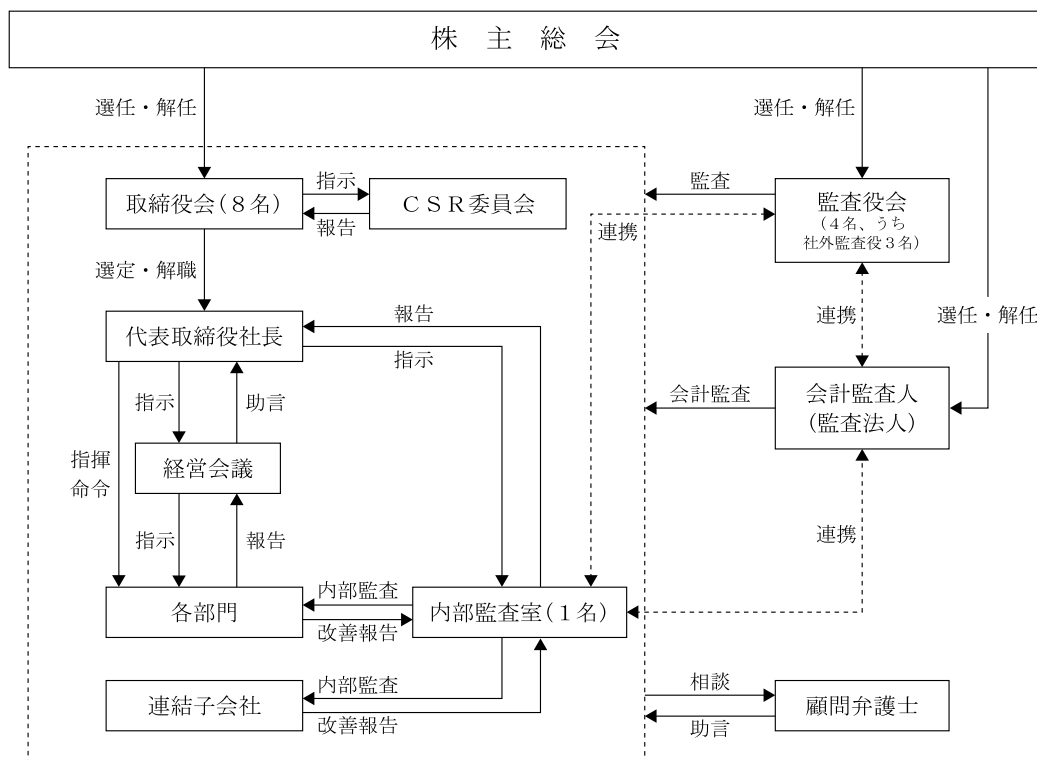 株主総会
選任・解任
選任・解任
取締役会(8名)
指示
報告
CSR委員会
監査
監査役会
(4名、うち
社外監査役3名)
連携
選定・解職
代表取締役社長
報告
指示
連携
選任・解任
指示
助言
会計監査
会計監査人
(監査法人)
経営会議
指揮
命令
指示
報告
連携
各部門
内部監査
改善報告
内部監査室(1名)
連結子会社
内部監査
改善報告
相談
助言
顧問弁護士